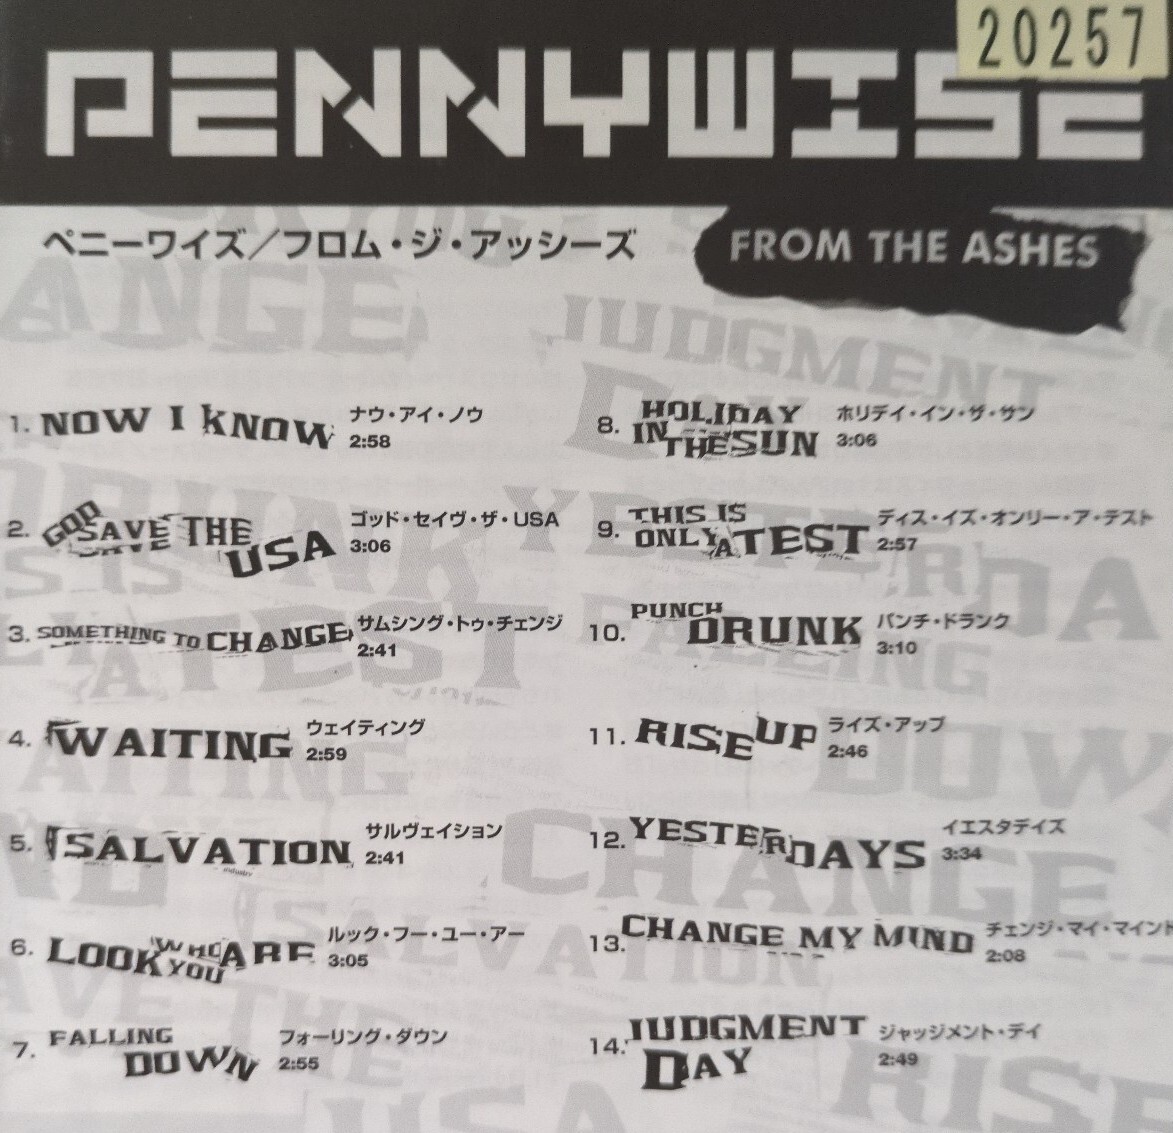 PENNYWISE
20257
ペニーワイズ／フロム・ジ・アッシーズ
FROM THE ASHES
1. NOW I KNOW ナウ・アイ・ノウ
2:58
2. GOD SAVE THE USA ゴッド・セイヴ・ザ・USA
3:06
3. SOMETHING TO CHANGE サムシング・トゥ・チェンジ
2:41
4. WAITING ウェイティング
2:59
5. SALVATION サルヴェイション
2:41
6. LOOK WHO YOU ARE ルック・フー・ユー・アー
3:05
7. FALLING DOWN フォーリング・ダウン
2:55
8. HOLIDAY IN THE SUN ホリデイ・イン・ザ・サン
3:06
9. THIS IS ONLY A TEST ディス・イズ・オンリー・ア・テスト
2:57
10. PUNCH DRUNK パンチ・ドランク
3:10
11. RISE UP ライズ・アップ
2:46
12. YESTERDAYS イエスタデイズ
3:34
13. CHANGE MY MIND チェンジ・マイ・マインド
2:08
14. JUDGMENT DAY ジャッジメント・デイ
2:49